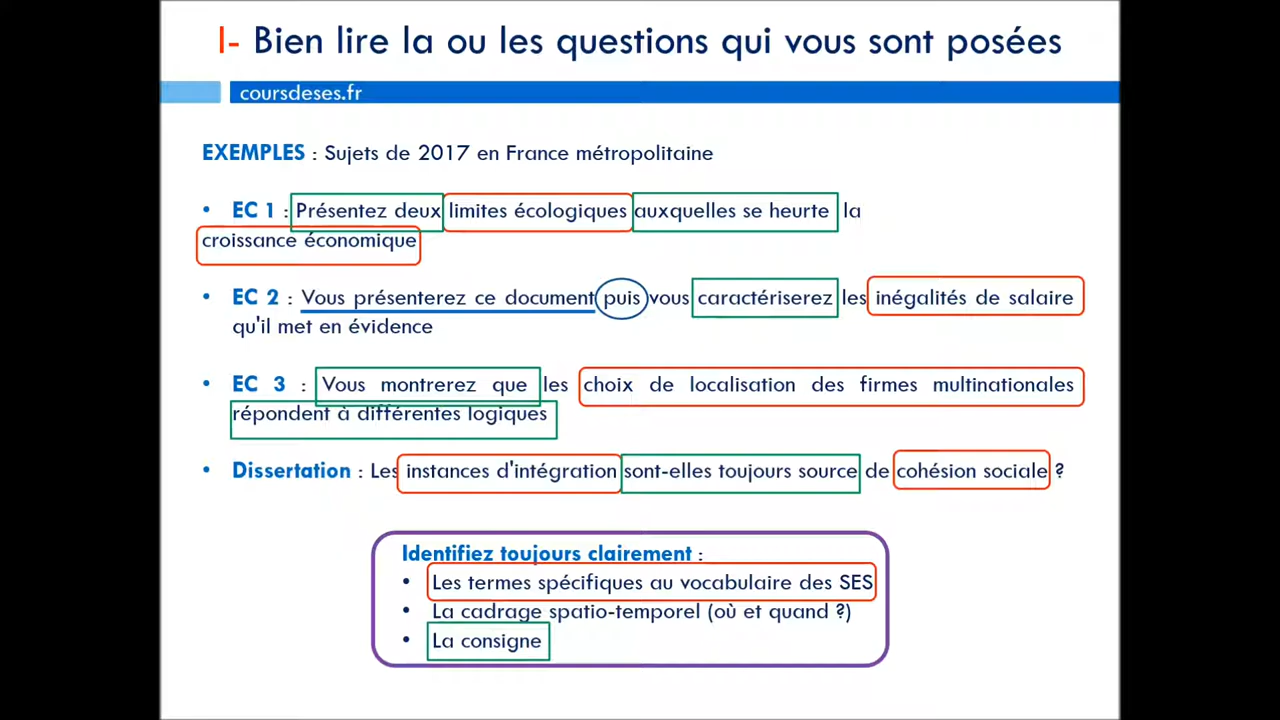 I- Bien lire la ou les questions qui vous sont posées
coursdeses.fr
EXEMPLES : Sujets de 2017 en France métropolitaine
• EC 1 : Présentez deux limites écologiques auxquelles se heurte la
croissance économique
• EC 2 : Vous présenterez ce document puis vous caractériserez les inégalités de salaire
qu'il met en évidence
• EC 3 : Vous montrerez que les choix de localisation des firmes multinationales
répondent à différentes logiques
• Dissertation : Les instances d'intégration sont-elles toujours source de cohésion sociale ?
Identifiez toujours clairement :
• Les termes spécifiques au vocabulaire des SES
• La cadrage spatio-temporel (où et quand ?)
• La consigne